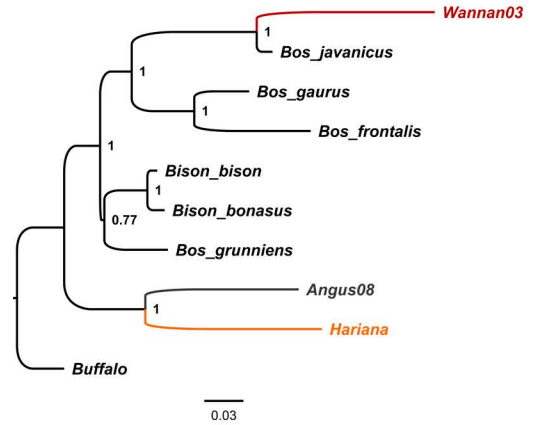 Wannan03
1
Bos_javanicus
1
Bos_gaurus
1
Bos_frontalis
1
Bison_bison
1
Bison_bonasus
0.77
Bos_grunniens
Angus08
1
Hariana
Buffalo
0.03